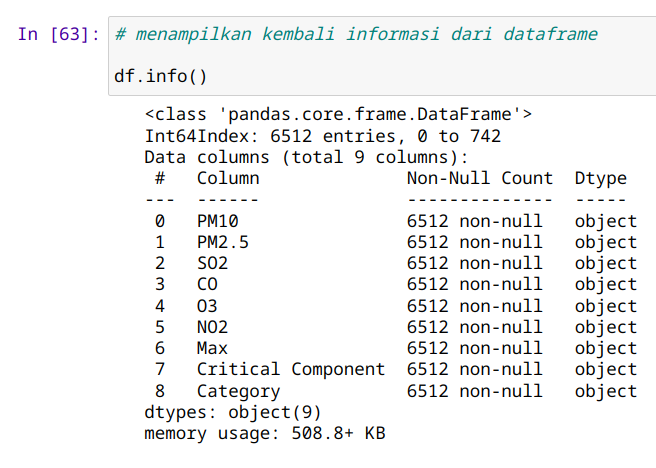 In [63]: # menampilkan kembali informasi dari dataframe
df.info()
<class 'pandas.core.frame.DataFrame'>
Int64Index: 6512 entries, 0 to 742
Data columns (total 9 columns):
 #   Column              Non-Null Count  Dtype
---  ------              --------------  -----
 0   PM10                6512 non-null   object
 1   PM2.5               6512 non-null   object
 2   SO2                 6512 non-null   object
 3   CO                  6512 non-null   object
 4   O3                  6512 non-null   object
 5   NO2                 6512 non-null   object
 6   Max                 6512 non-null   object
 7   Critical Component  6512 non-null   object
 8   Category            6512 non-null   object
dtypes: object(9)
memory usage: 508.8+ KB